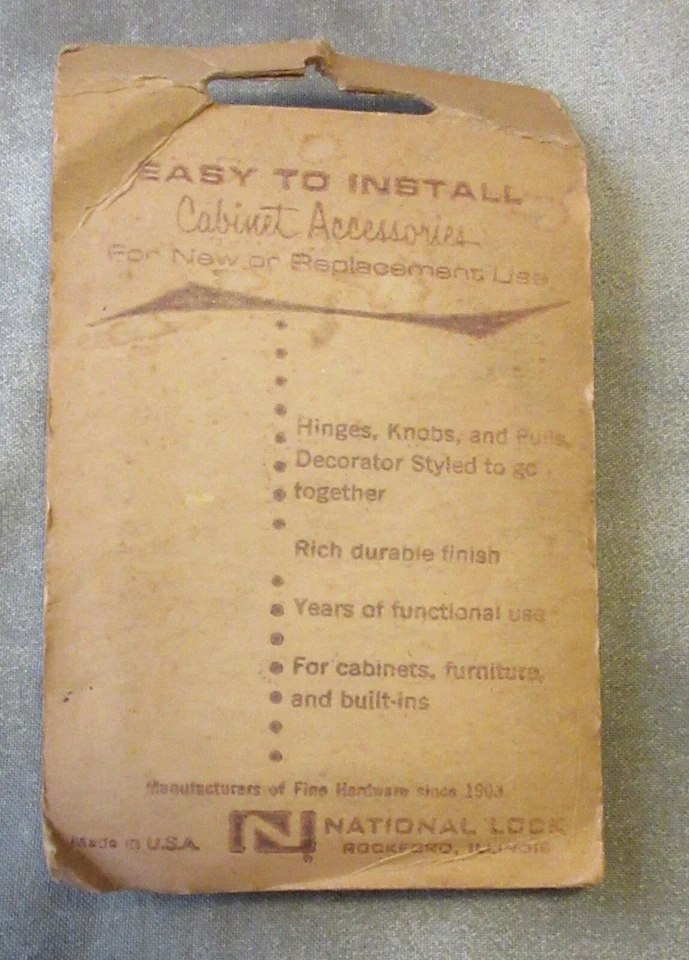 EASY TO INSTALL
Cabinet Accessories
For New or Replacement Use
Hinges, Knobs, and Pulls,
Decorator Styled to go
together
Rich durable finish
Years of functional use
For cabinets, furniture,
and built-ins
Manufacturers of Fine Hardware since 1903
Made in U.S.A.
N®
NATIONAL LOCK
ROCKFORD, ILLINOIS